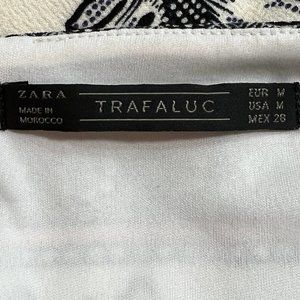 ZARA
MADE IN
MOROCCO
TRAFALUC
EUR M
USA M
MEX 28